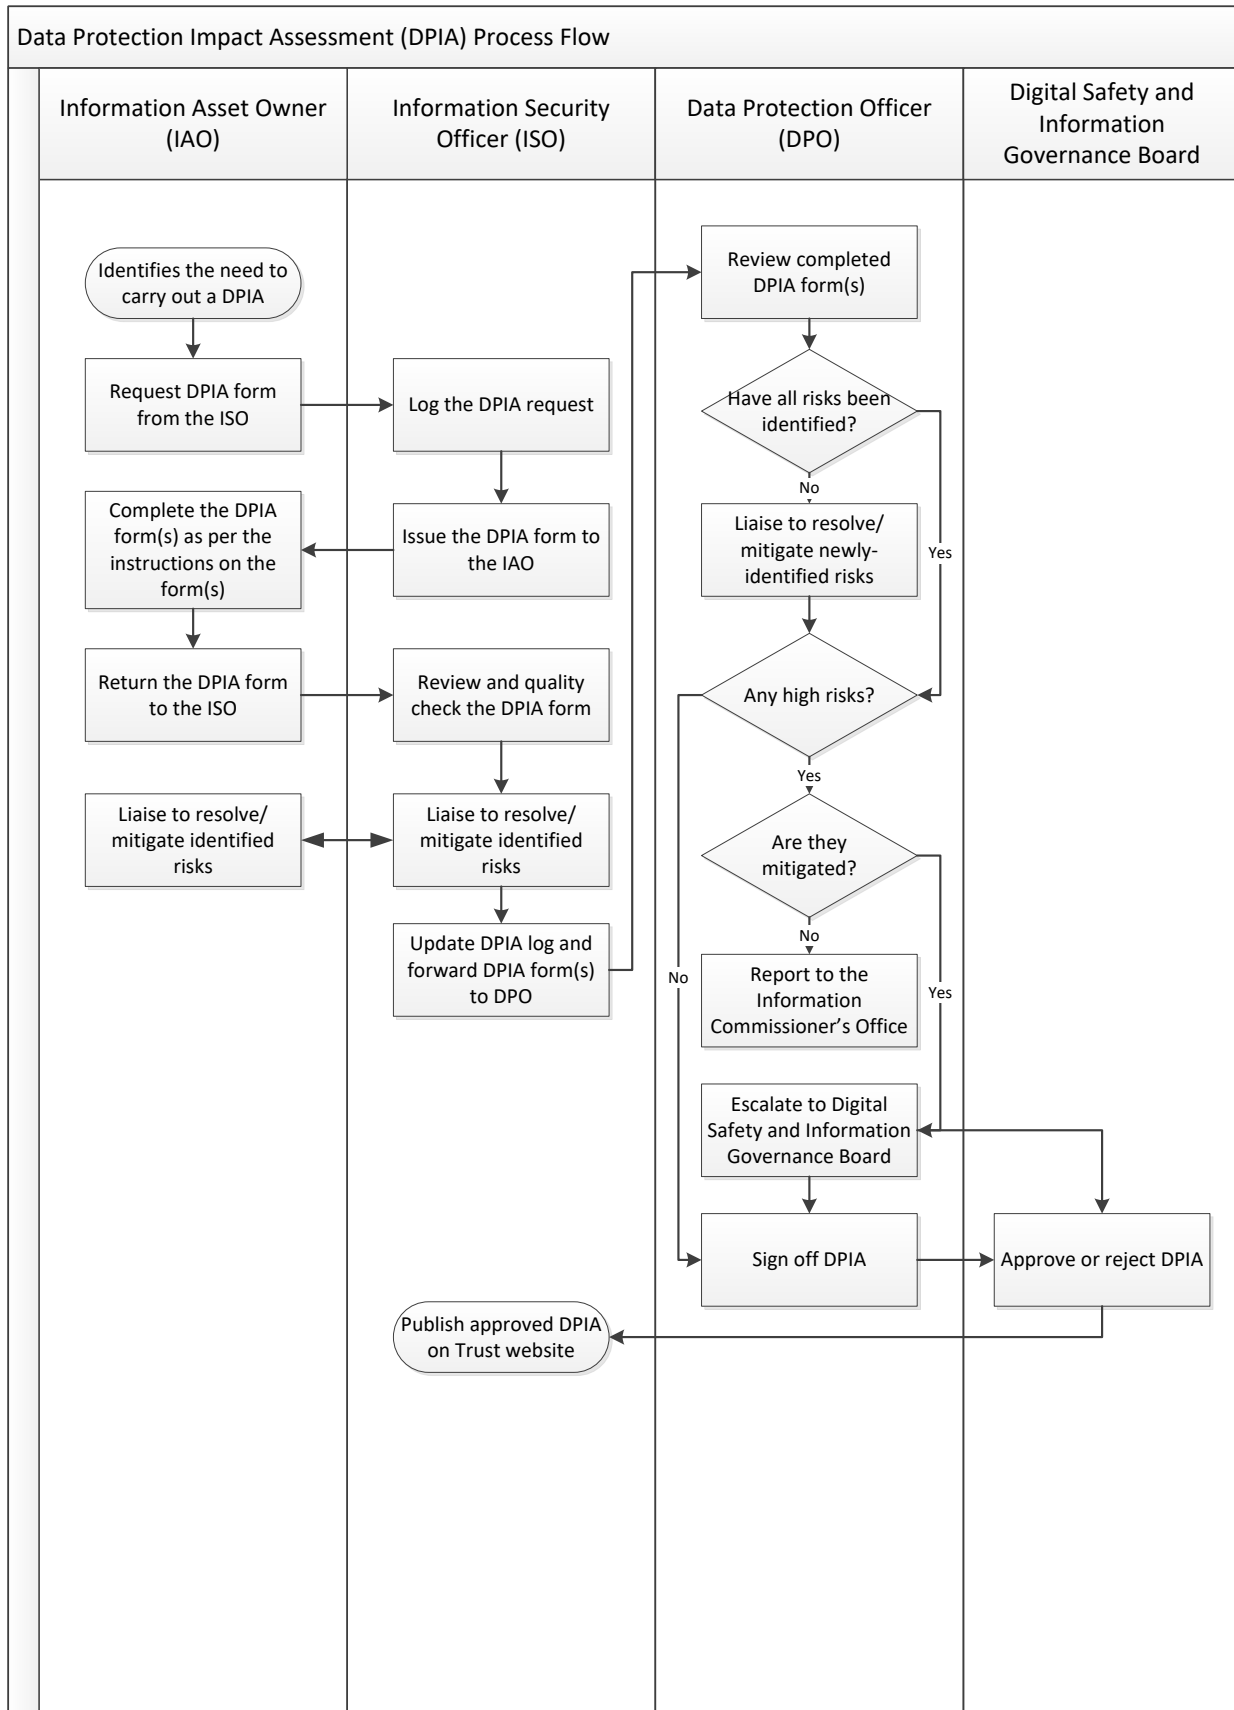 Data Protection Impact Assessment (DPIA) Process Flow
Information Asset Owner
(IAO)
Information Security
Officer (ISO)
Data Protection Officer
(DPO)
Digital Safety and
Information
Governance Board
Identifies the need to
carry out a DPIA
Request DPIA form
from the ISO
Complete the DPIA
form(s) as per the
instructions on the
form(s)
Return the DPIA form
to the ISO
Liaise to resolve/
mitigate identified
risks
Log the DPIA request
Issue the DPIA form to
the IAO
Review and quality
check the DPIA form
Liaise to resolve/
mitigate identified
risks
Update DPIA log and
forward DPIA form(s)
to DPO
Publish approved DPIA
on Trust website
Review completed
DPIA form(s)
Have all risks been
identified?
No
Yes
Liaise to resolve/
mitigate newly-
identified risks
Any high risks?
Yes
No
Are they
mitigated?
No
Yes
Report to the
Information
Commissioner’s Office
Escalate to Digital
Safety and Information
Governance Board
Sign off DPIA
Approve or reject DPIA